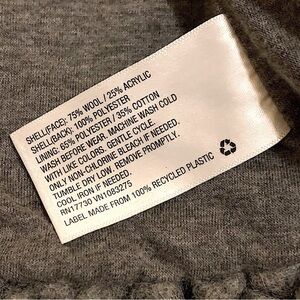 SHELL(FACE): 75% WOOL / 25% ACRYLIC
SHELL(BACK): 100% POLYESTER
LINING: 65% POLYESTER / 35% COTTON
WASH BEFORE WEAR. MACHINE WASH COLD
WITH LIKE COLORS. GENTLE CYCLE.
ONLY NON-CHLORINE BLEACH IF NEEDED.
TUMBLE DRY LOW. REMOVE PROMPTLY.
COOL IRON IF NEEDED.
RN17730 VN1083275
LABEL MADE FROM 100% RECYCLED PLASTIC